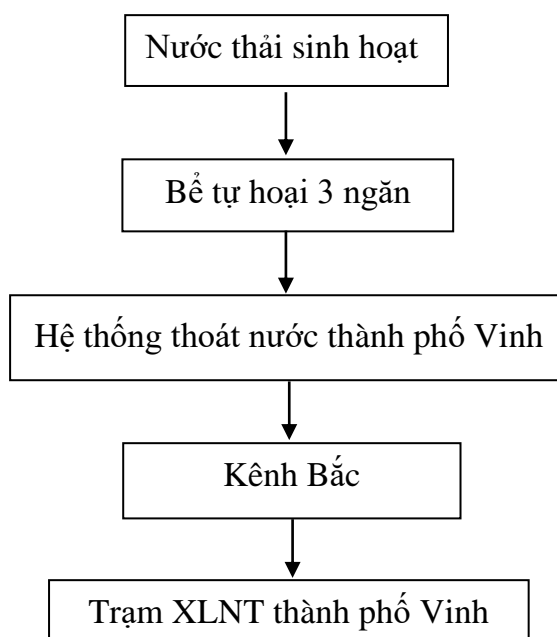 Nước thải sinh hoạt
Bể tự hoại 3 ngăn
Hệ thống thoát nước thành phố Vinh
Kênh Bắc
Trạm XLNT thành phố Vinh